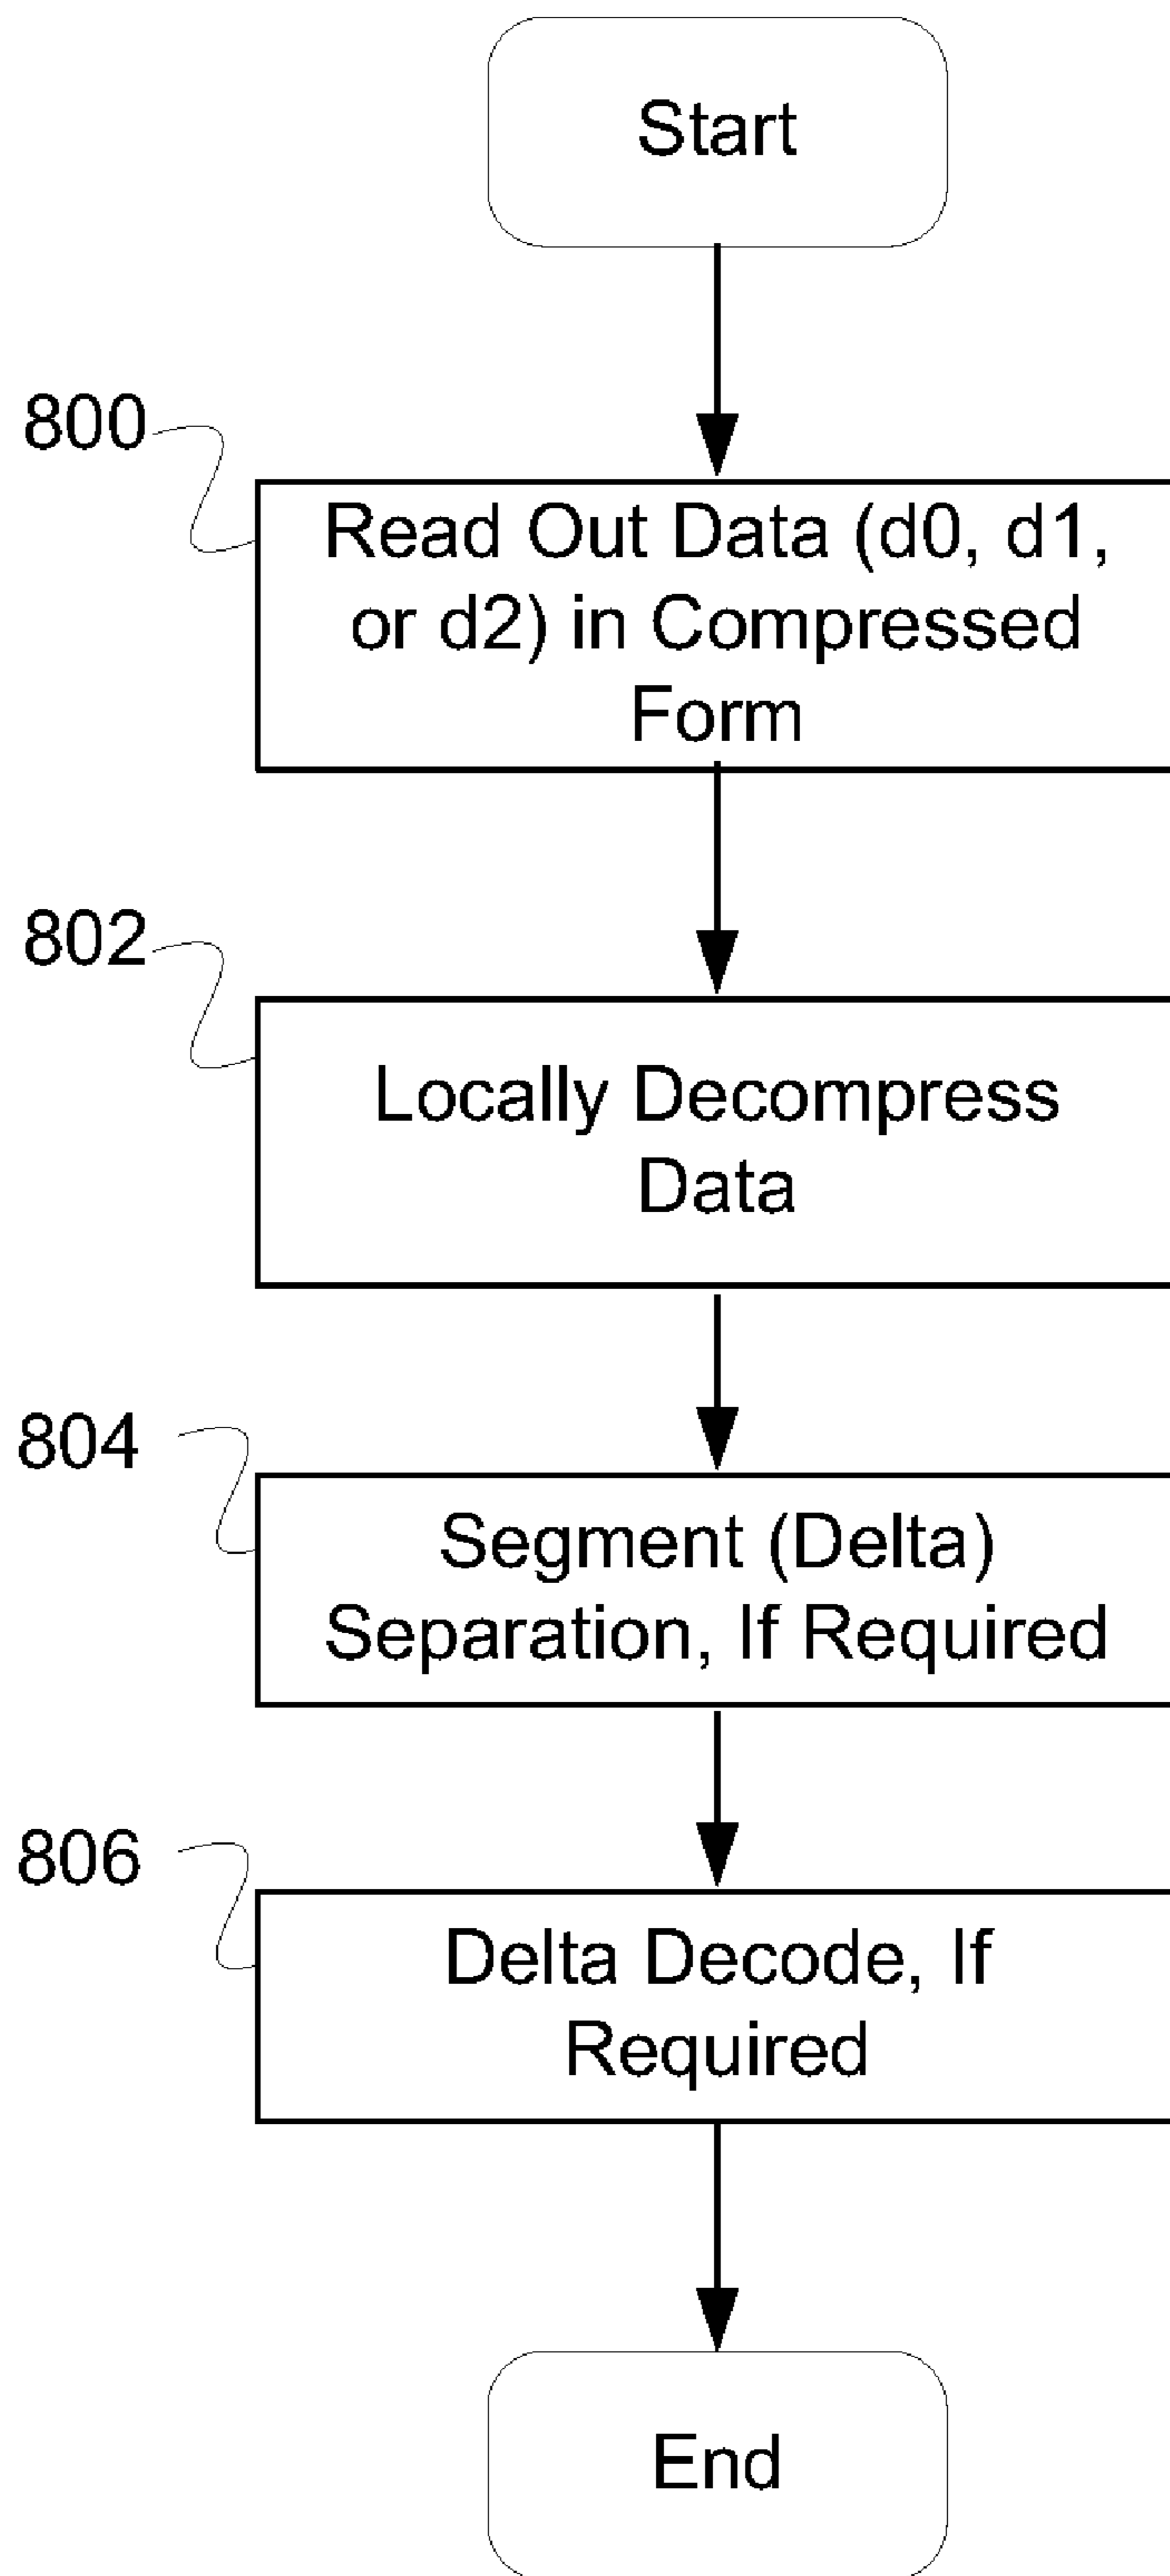 Start
800
Read Out Data (d0, d1,
or d2) in Compressed
Form
802
Locally Decompress
Data
804
Segment (Delta)
Separation, If Required
806
Delta Decode, If
Required
End